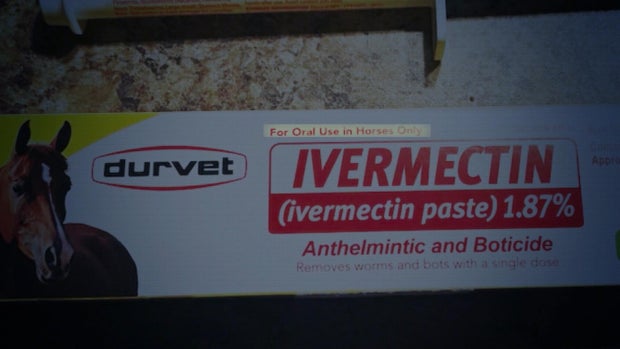 For Oral Use in Horses Only
durvet
IVERMECTIN
(ivermectin paste) 1.87%
Anthelmintic and Boticide
Removes worms and bots with a single dose